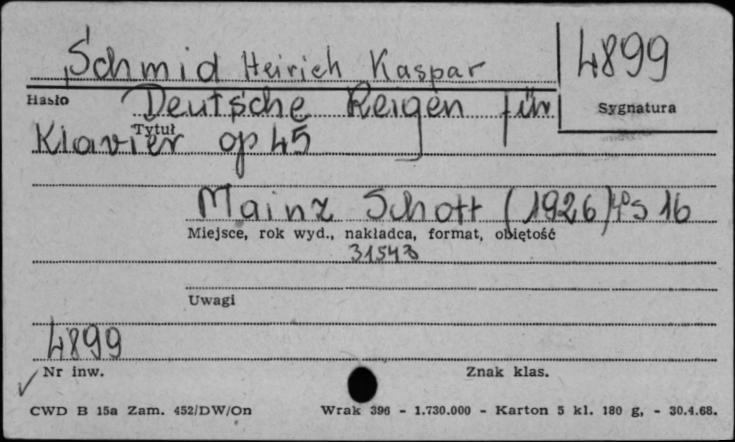 Schmid Heirich Kaspar
4899
Hasło
Deutsche Reigen für
Sygnatura
Tytuł
Klavier op 45
Mainz Schott (1926) 4° s 16
Miejsce, rok wyd., nakładca, format, objętość
31543
Uwagi
4899
Nr inw.
Znak klas.
CWD B 15a Zam. 452/DW/On
Wrak 396 - 1.730.000 - Karton 5 kl. 180 g, - 30.4.68.